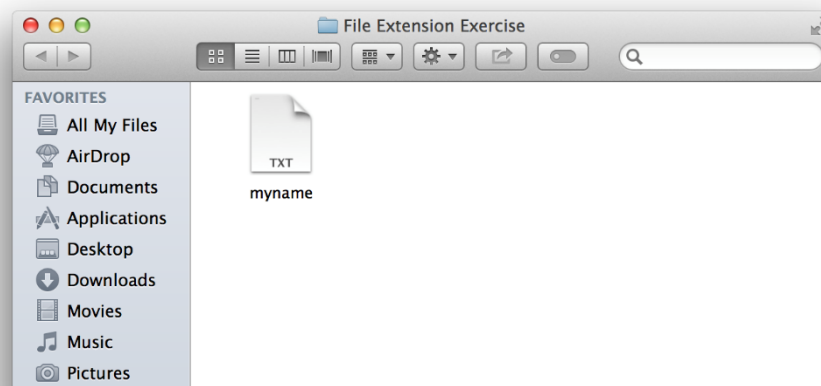 File Extension Exercise
FAVORITES
All My Files
AirDrop
Documents
Applications
Desktop
Downloads
Movies
Music
Pictures
TXT
myname